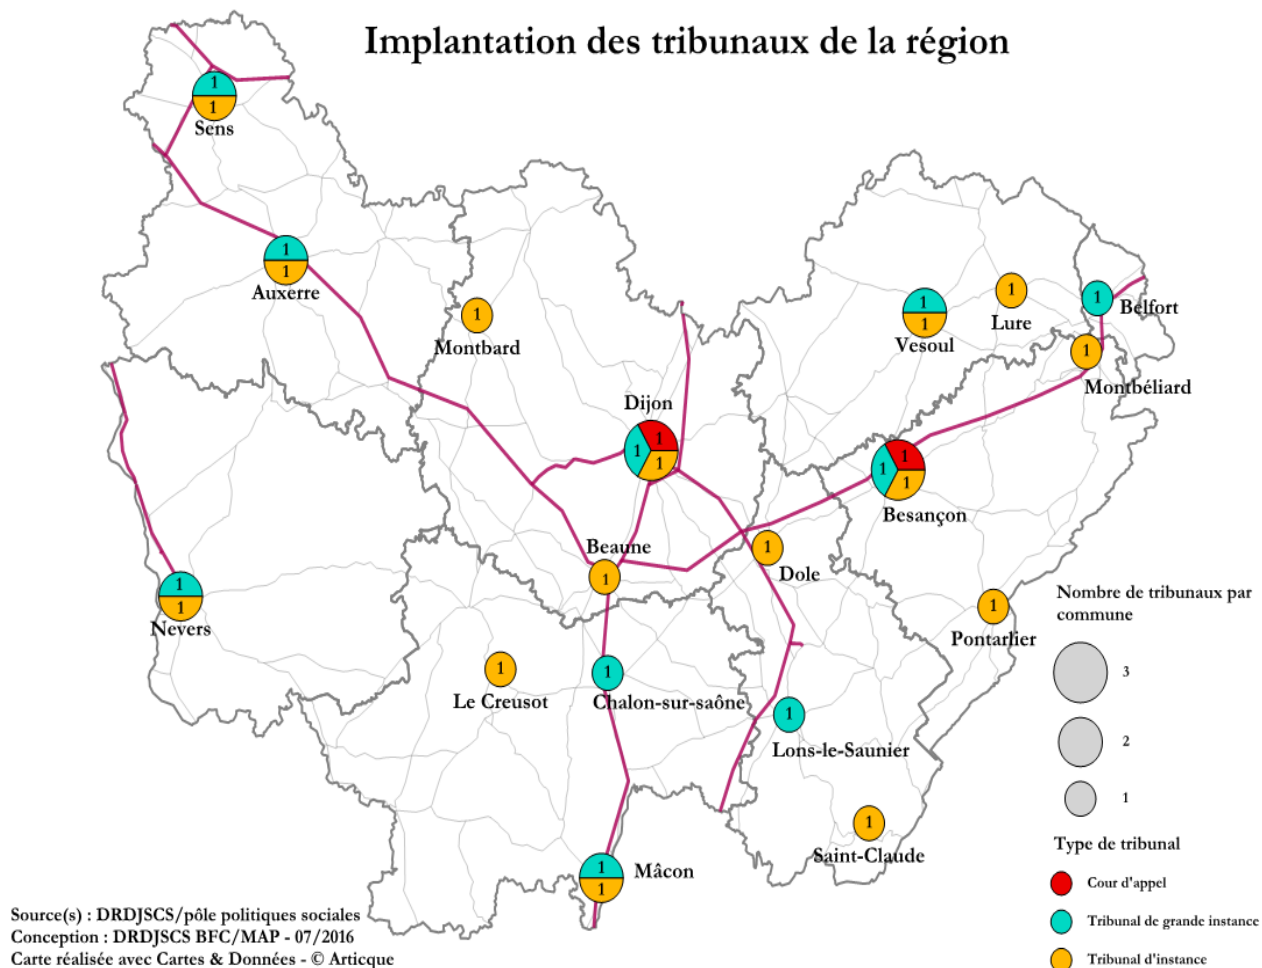 Implantation des tribunaux de la région
1
1
Sens
1
1
Auxerre
1
Montbard
1
1
Vesoul
1
Lure
1
Belfort
1
Montbéliard
Dijon
1
1
1
1
1
1
Besançon
Beaune
1
1
Dole
1
1
Nevers
1
Pontarlier
1
Le Creusot
1
Chalon-sur-saône
1
Lons-le-Saunier
1
Saint-Claude
1
1
Mâcon
Nombre de tribunaux par
commune
3
2
1
Type de tribunal
Cour d'appel
Tribunal de grande instance
Tribunal d'instance
Source(s) : DRDJSCS/pôle politiques sociales
Conception : DRDJSCS BFC/MAP - 07/2016
Carte réalisée avec Cartes & Données - © Articque